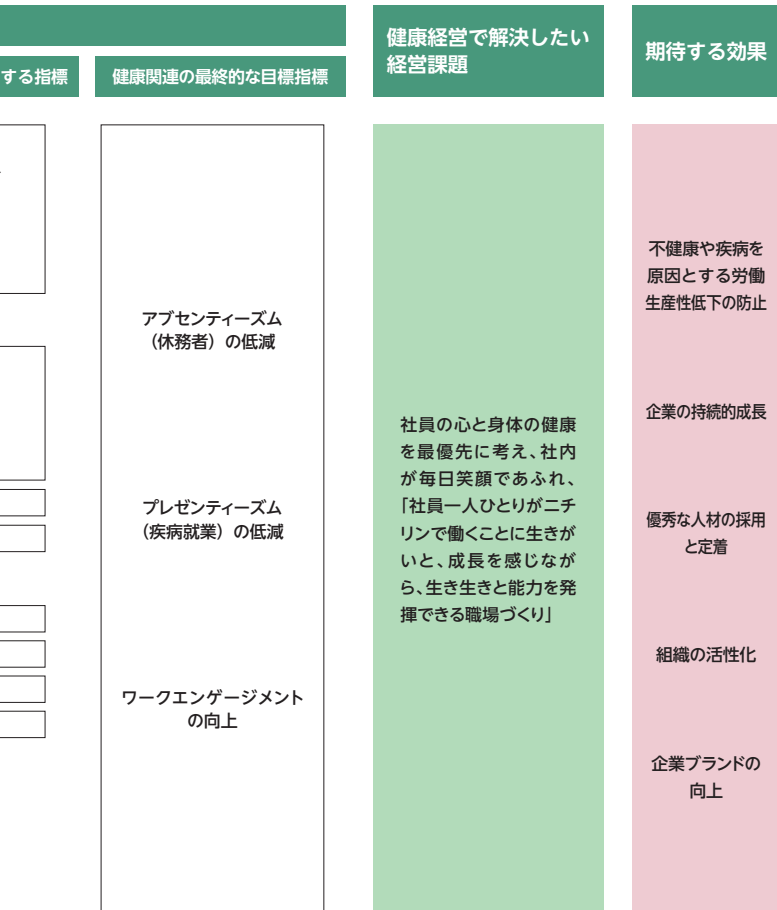 する指標
健康関連の最終的な目標指標
アブセンティーズム
（休務者）の低減
プレゼンティーズム
（疾病就業）の低減
ワークエンゲージメント
の向上
健康経営で解決したい
経営課題
社員の心と身体の健康
を最優先に考え、社内
が毎日笑顔であふれ、
「社員一人ひとりがニチ
リンで働くことに生きが
いと、成長を感じなが
ら、生き生きと能力を発
揮できる職場づくり」
期待する効果
不健康や疾病を
原因とする労働
生産性低下の防止
企業の持続的成長
優秀な人材の採用
と定着
組織の活性化
企業ブランドの
向上